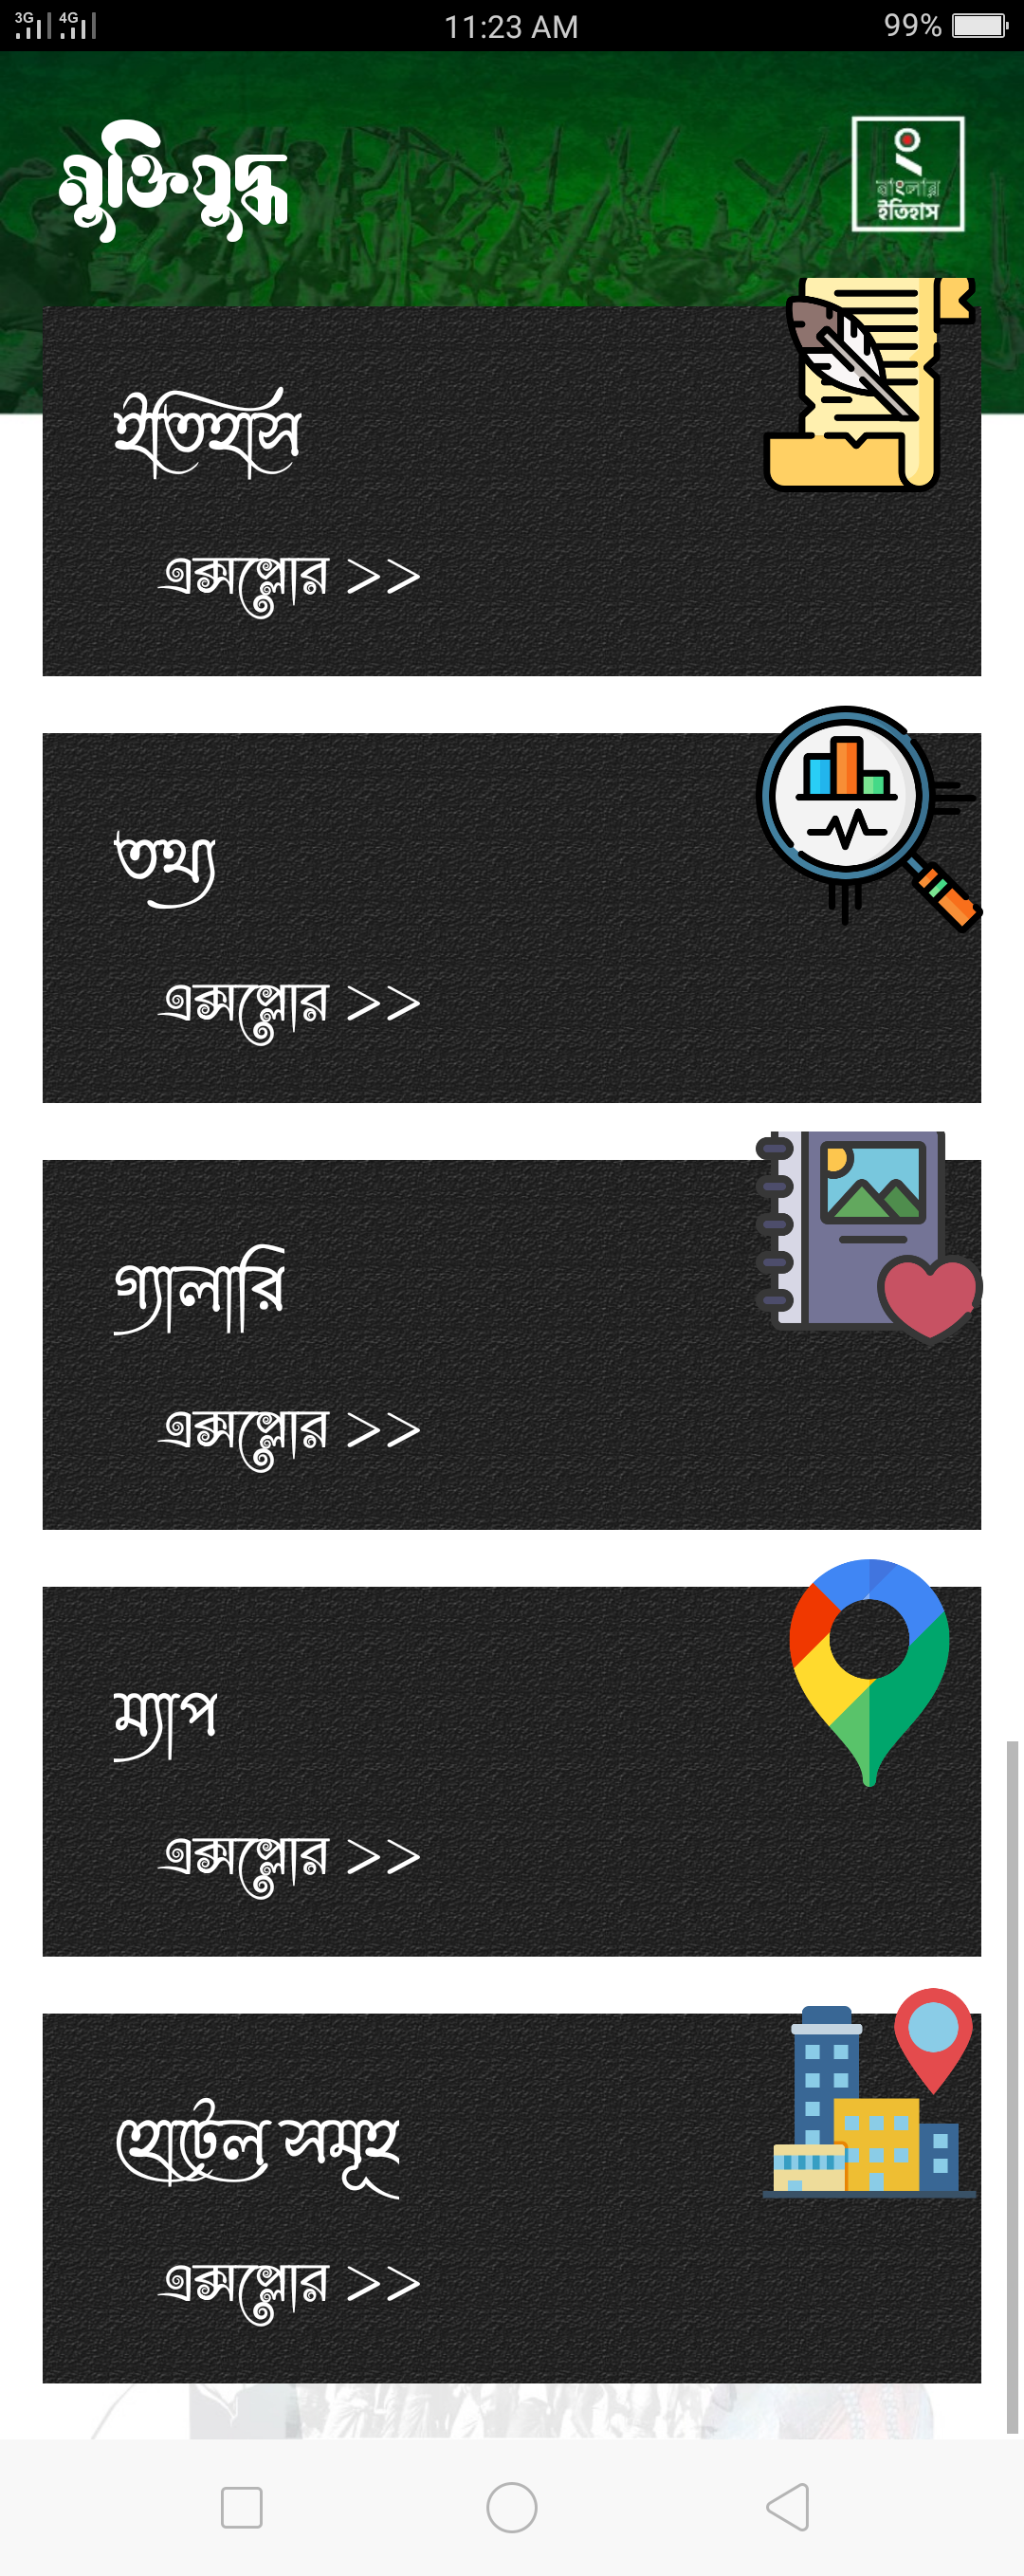 3G 4G 11:23 AM 99%
মুক্তিযুদ্ধ
বাংলার
ইতিহাস
ইতিহাস
এক্সপ্লোর >>
তথ্য
এক্সপ্লোর >>
গ্যালারি
এক্সপ্লোর >>
ম্যাপ
এক্সপ্লোর >>
হোটেল সমূহ
এক্সপ্লোর >>